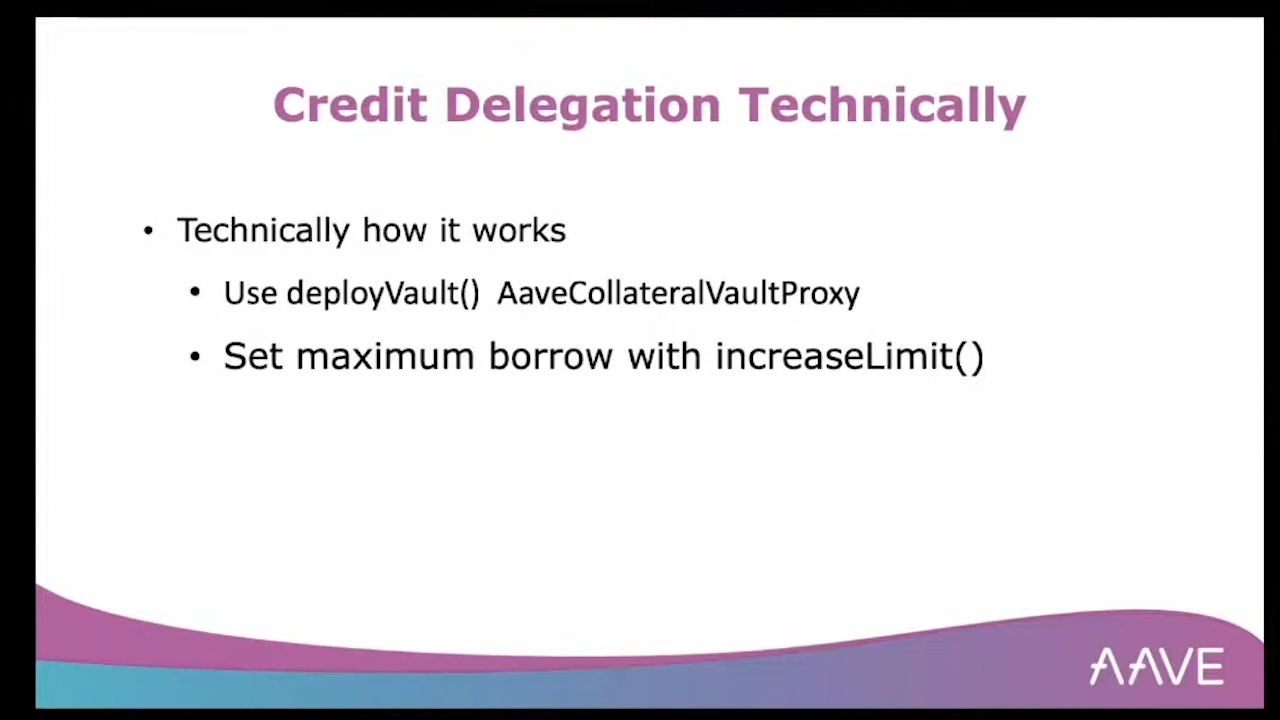 Credit Delegation Technically
• Technically how it works
• Use deployVault() AaveCollateralVaultProxy
• Set maximum borrow with increaseLimit()
AAVE